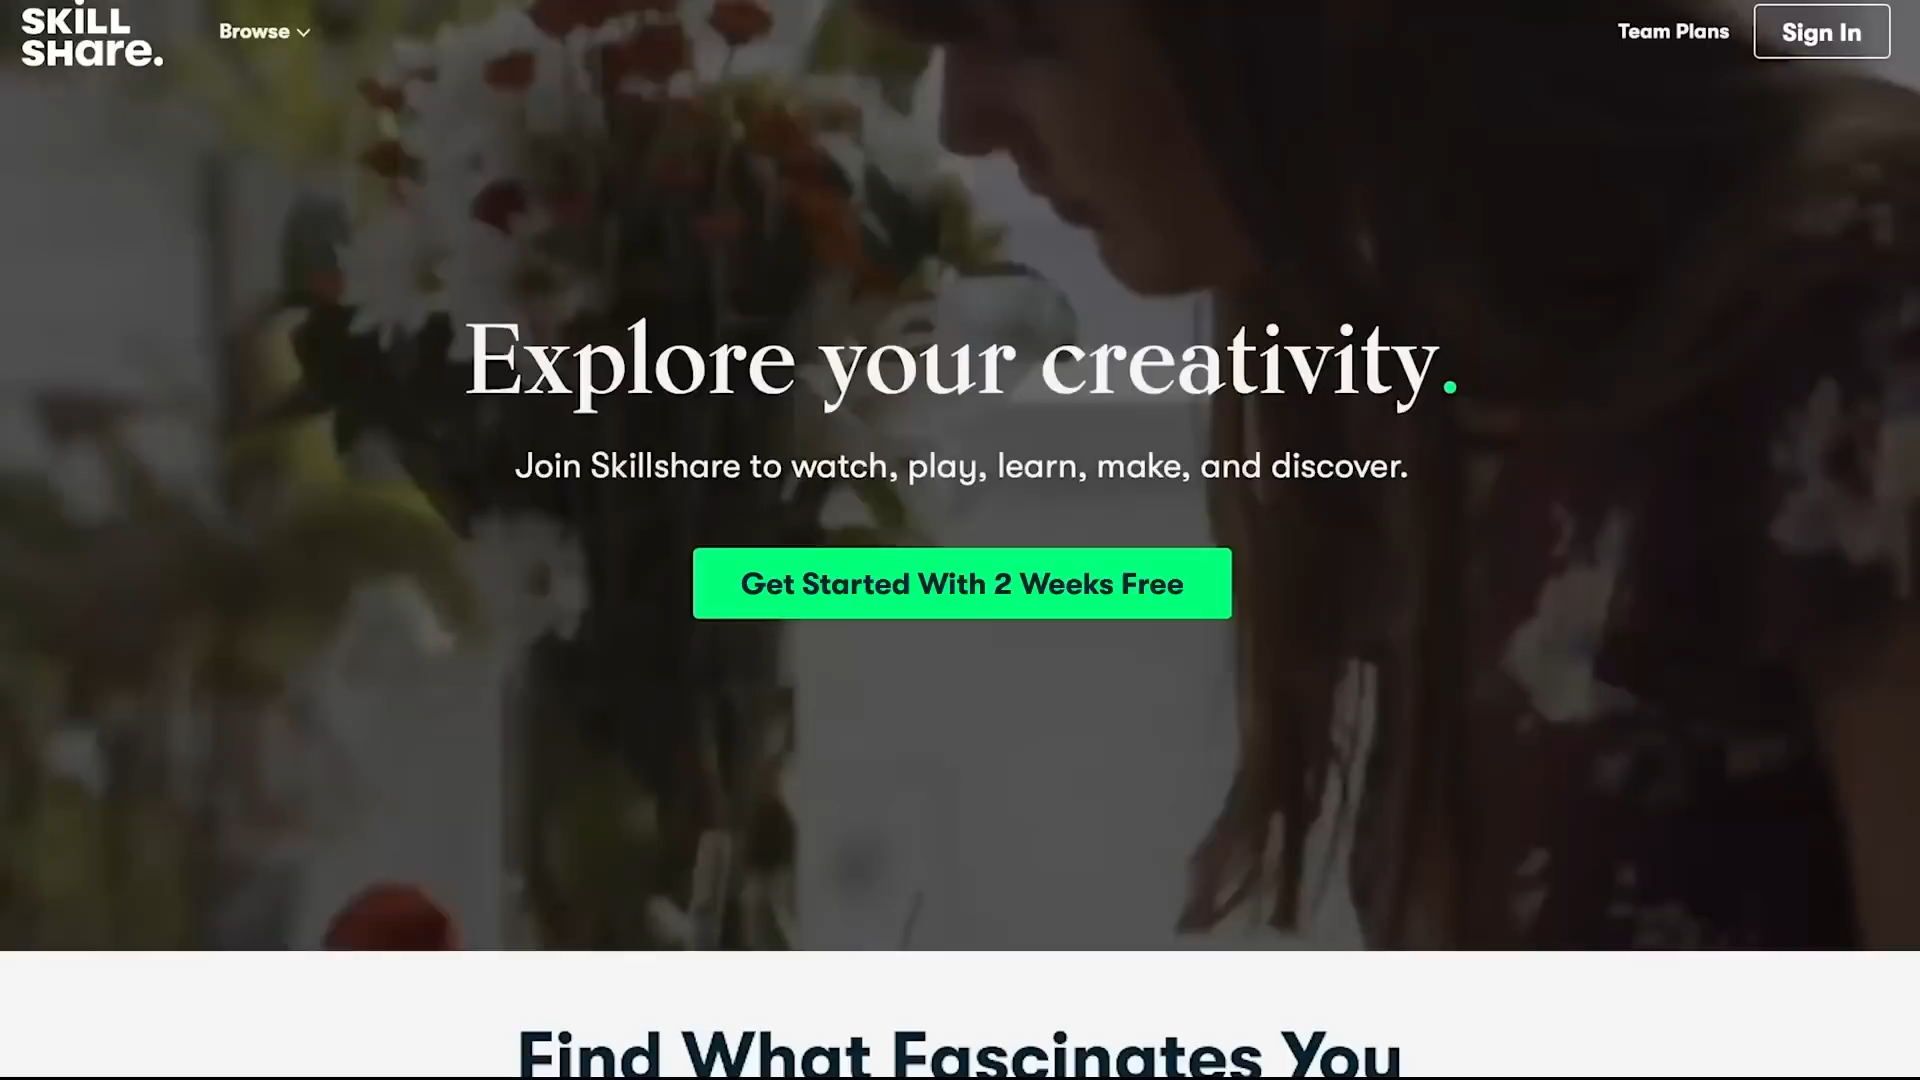 SKiLL
SHare.
Browse
Team Plans
Sign In
Explore your creativity.
Join Skillshare to watch, play, learn, make, and discover.
Get Started With 2 Weeks Free
Find What Fascinates You